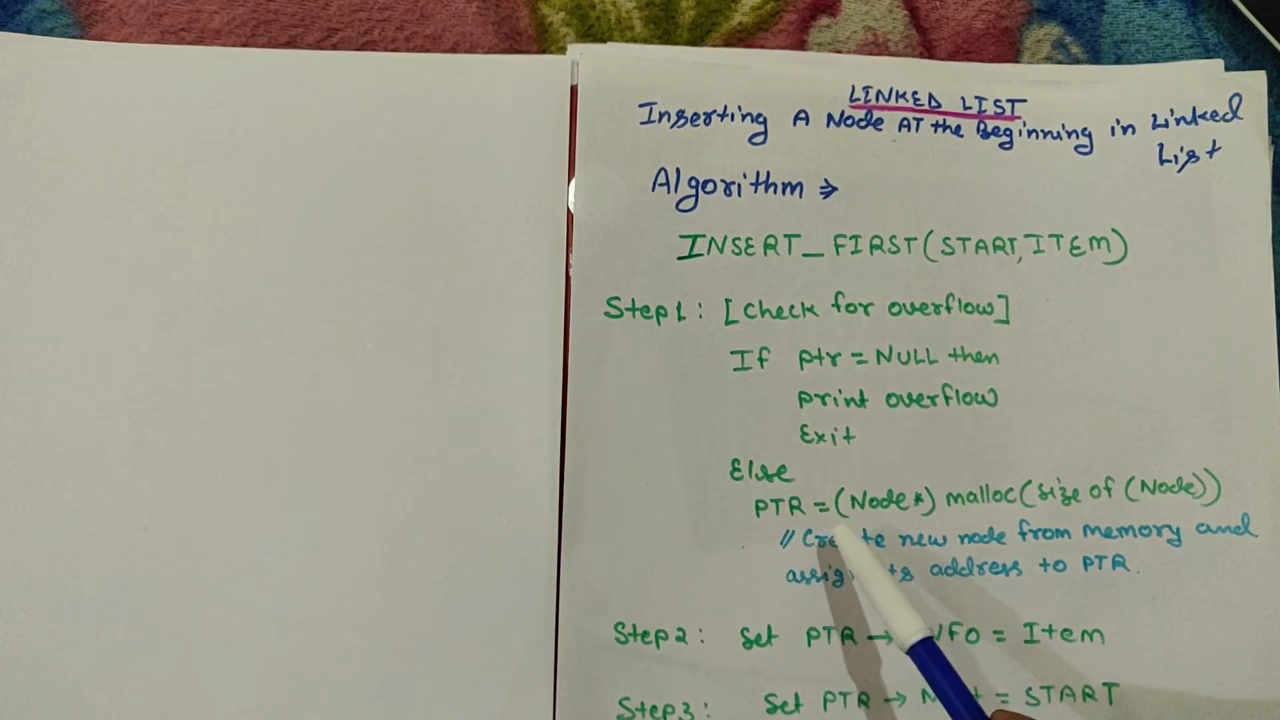 LINKED LIST
Inserting A Node AT the Beginning in Linked
List
Algorithm ⇒
INSERT_FIRST(START, ITEM)
Step1: [Check for overflow]
If ptr = NULL then
print overflow
Exit
Else
PTR = (Node*) malloc(size of (Node))
// new node from memory and
address to PTR.
Step2: Set PTR → = Item
Step3: Set PTR → = START